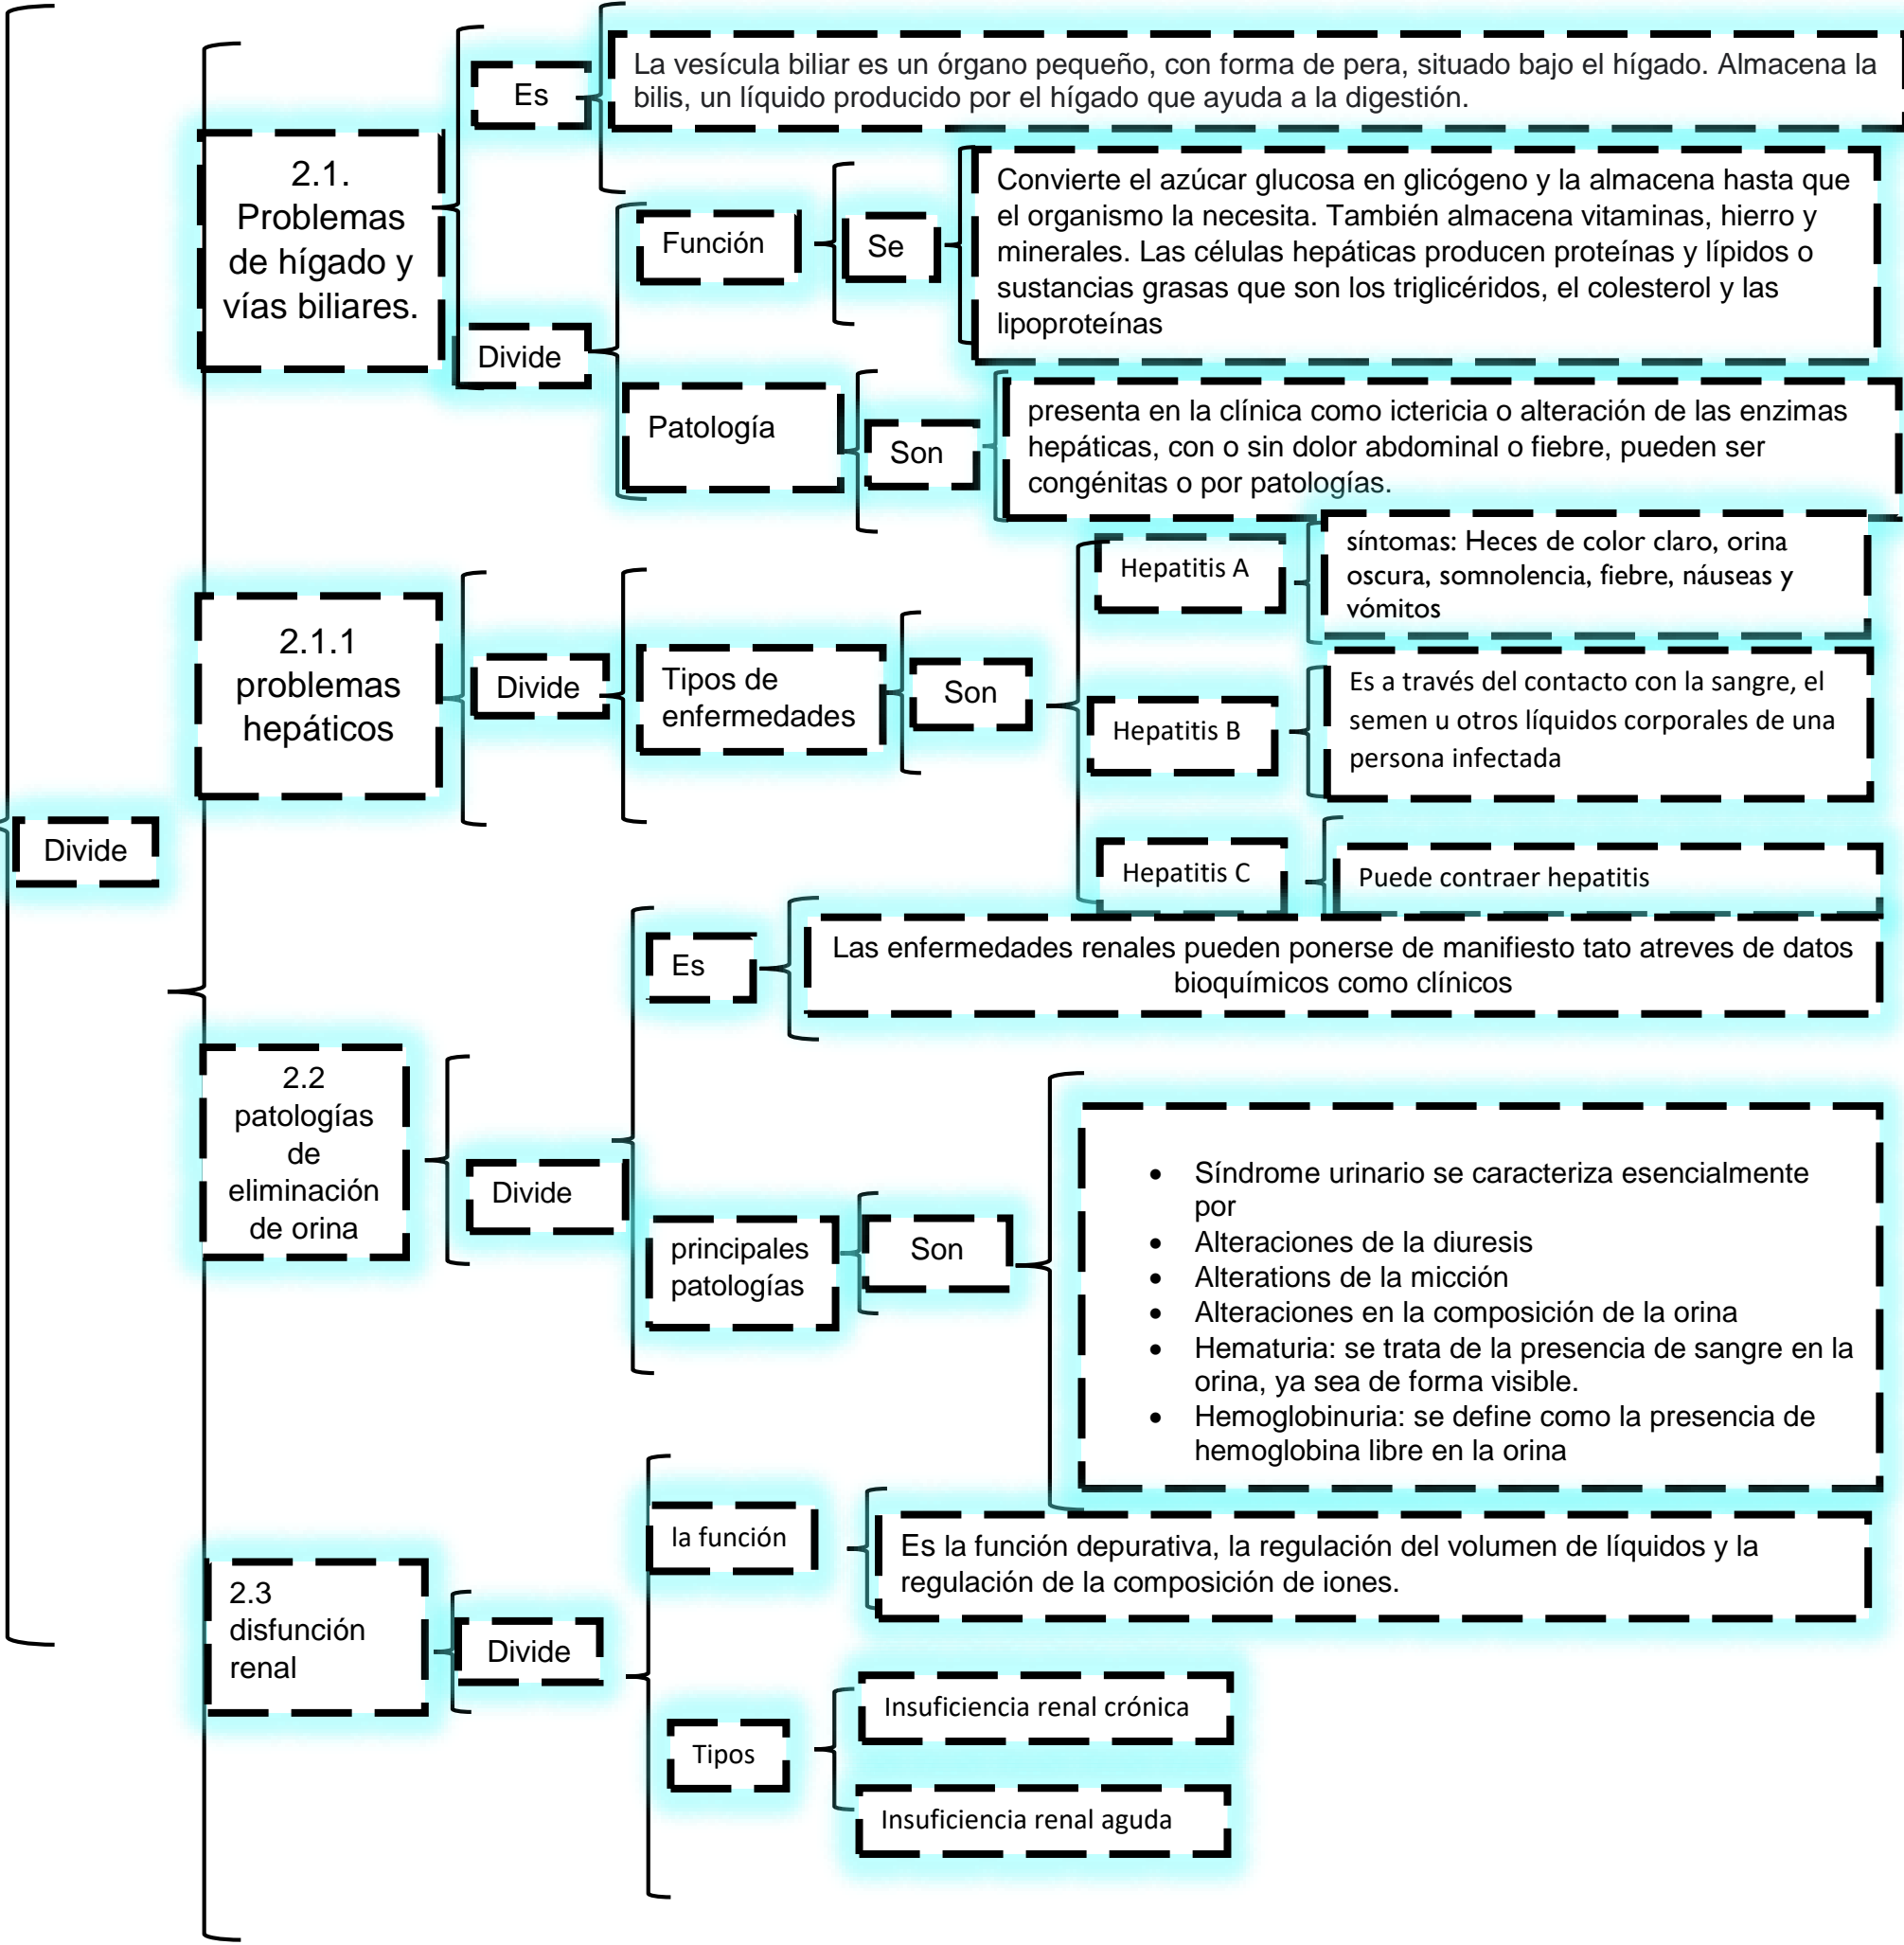 Divide
2.1.
Problemas
de hígado y
vías biliares.
Es
La vesícula biliar es un órgano pequeño, con forma de pera, situado bajo el hígado. Almacena la
bilis, un líquido producido por el hígado que ayuda a la digestión.
Divide
Función
Se
Convierte el azúcar glucosa en glicógeno y la almacena hasta que
el organismo la necesita. También almacena vitaminas, hierro y
minerales. Las células hepáticas producen proteínas y lípidos o
sustancias grasas que son los triglicéridos, el colesterol y las
lipoproteínas
Patología
Son
presenta en la clínica como ictericia o alteración de las enzimas
hepáticas, con o sin dolor abdominal o fiebre, pueden ser
congénitas o por patologías.
2.1.1
problemas
hepáticos
Divide
Tipos de
enfermedades
Son
Hepatitis A
síntomas: Heces de color claro, orina
oscura, somnolencia, fiebre, náuseas y
vómitos
Hepatitis B
Es a través del contacto con la sangre, el
semen u otros líquidos corporales de una
persona infectada
Hepatitis C
Puede contraer hepatitis
2.2
patologías
de
eliminación
de orina
Divide
Es
Las enfermedades renales pueden ponerse de manifiesto tato atreves de datos
bioquímicos como clínicos
principales
patologías
Son
• Síndrome urinario se caracteriza esencialmente
por
• Alteraciones de la diuresis
• Alterations de la micción
• Alteraciones en la composición de la orina
• Hematuria: se trata de la presencia de sangre en la
orina, ya sea de forma visible.
• Hemoglobinuria: se define como la presencia de
hemoglobina libre en la orina
2.3
disfunción
renal
Divide
la función
Es la función depurativa, la regulación del volumen de líquidos y la
regulación de la composición de iones.
Tipos
Insuficiencia renal crónica
Insuficiencia renal aguda